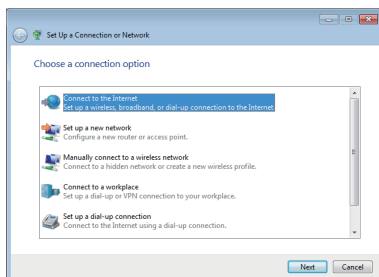 Set Up a Connection or Network
Choose a connection option
Connect to the Internet
Set up a wireless, broadband, or dial-up connection to the Internet.
Set up a new network
Configure a new router or access point.
Manually connect to a wireless network
Connect to a hidden network or create a new wireless profile.
Connect to a workplace
Set up a dial-up or VPN connection to your workplace.
Set up a dial-up connection
Connect to the Internet using a dial-up connection.
Next Cancel